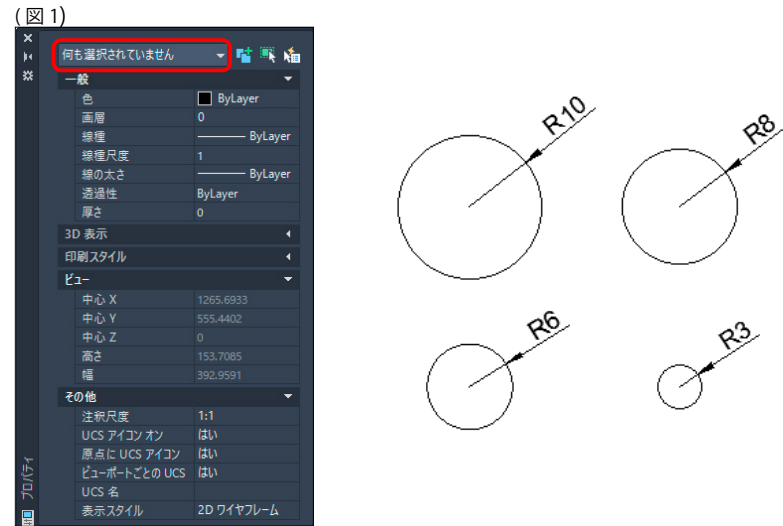 (図1)
何も選択されていません
一般
色 ByLayer
画層 0
線種 ByLayer
線種尺度 1
線の太さ ByLayer
透過性 ByLayer
厚さ 0
3D 表示
印刷スタイル
ビュー
中心 X 1265.6933
中心 Y 555.4402
中心 Z 0
高さ 153.7085
幅 392.9591
その他
注釈尺度 1:1
UCS アイコン オン はい
原点に UCS アイコン はい
ビューポートごとの UCS はい
UCS 名
表示スタイル 2D ワイヤフレーム
プロパティ
R10
R8
R6
R3